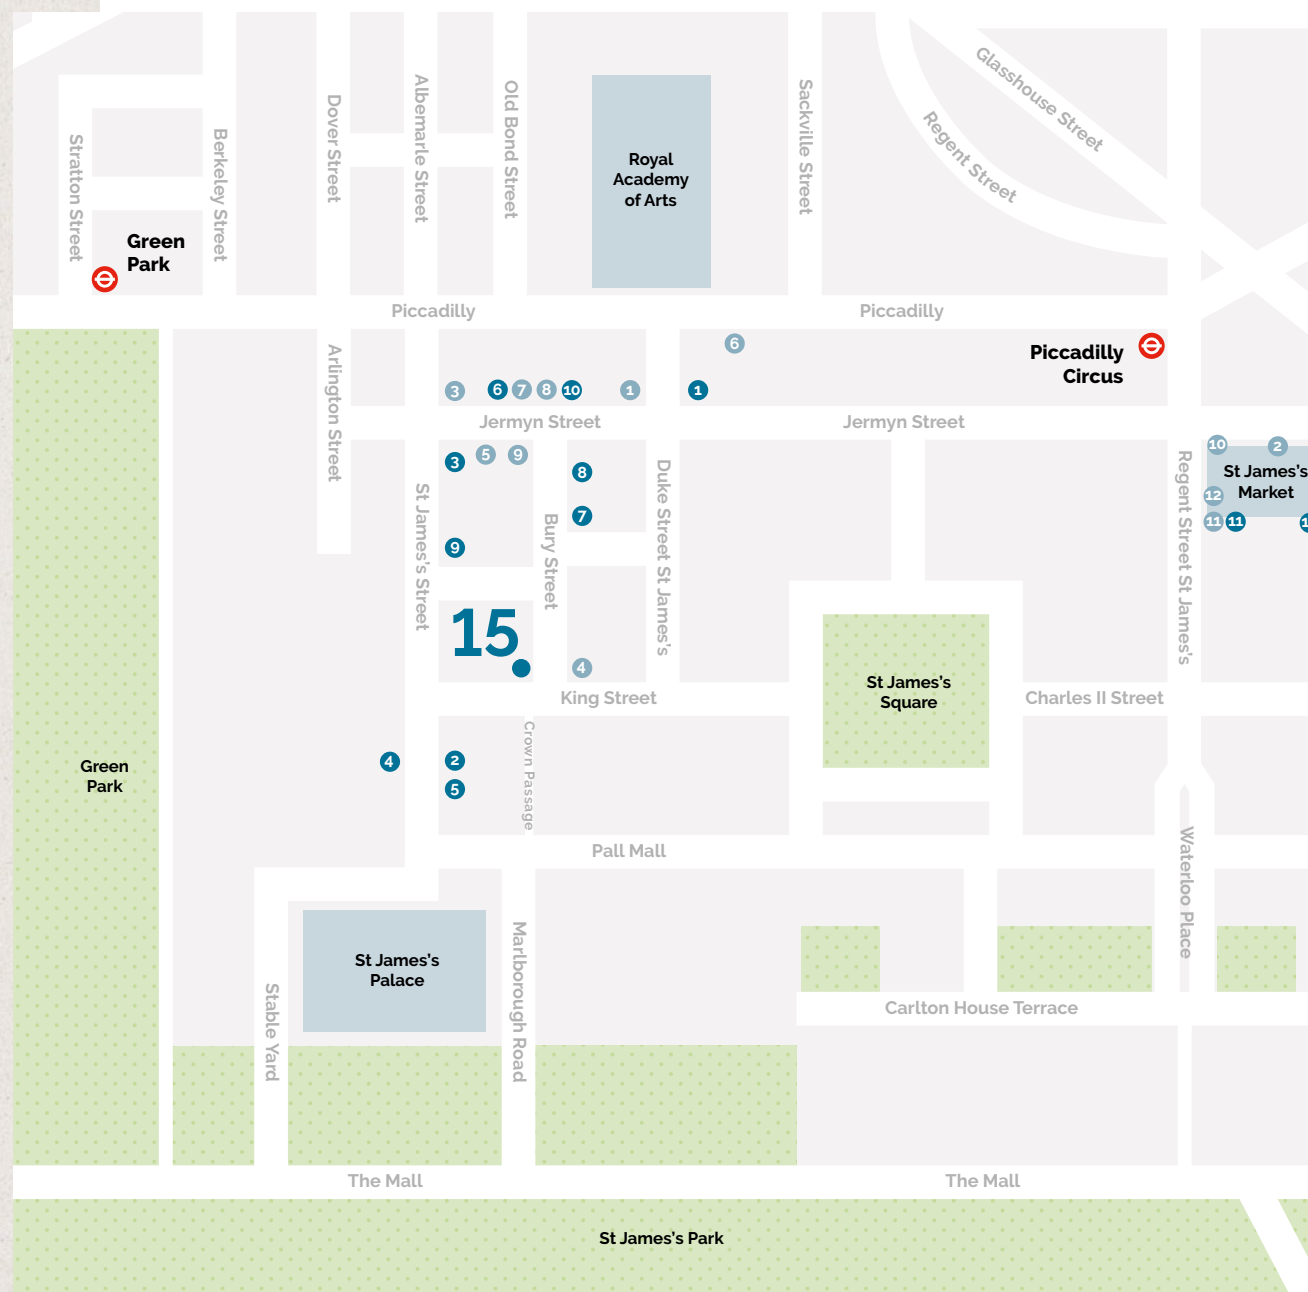 Stratton Street
Berkeley Street
Dover Street
Albemarle Street
Old Bond Street
Royal
Academy
of Arts
Sackville Street
Regent Street
Glasshouse Street
Green
Park
Piccadilly
Piccadilly
Arlington Street
6
Piccadilly
Circus
3
6
7
8
10
1
1
Jermyn Street
Jermyn Street
3
5
9
8
7
9
St James's Street
Bury Street
Duke Street St James's
Regent Street St James's
10
2
St James's
Market
12
11
11
15
4
King Street
St James's
Square
Charles II Street
Green
Park
4
2
5
Crown Passage
Pall Mall
Waterloo Place
St James's
Palace
Stable Yard
Marlborough Road
Carlton House Terrace
The Mall
The Mall
St James's Park